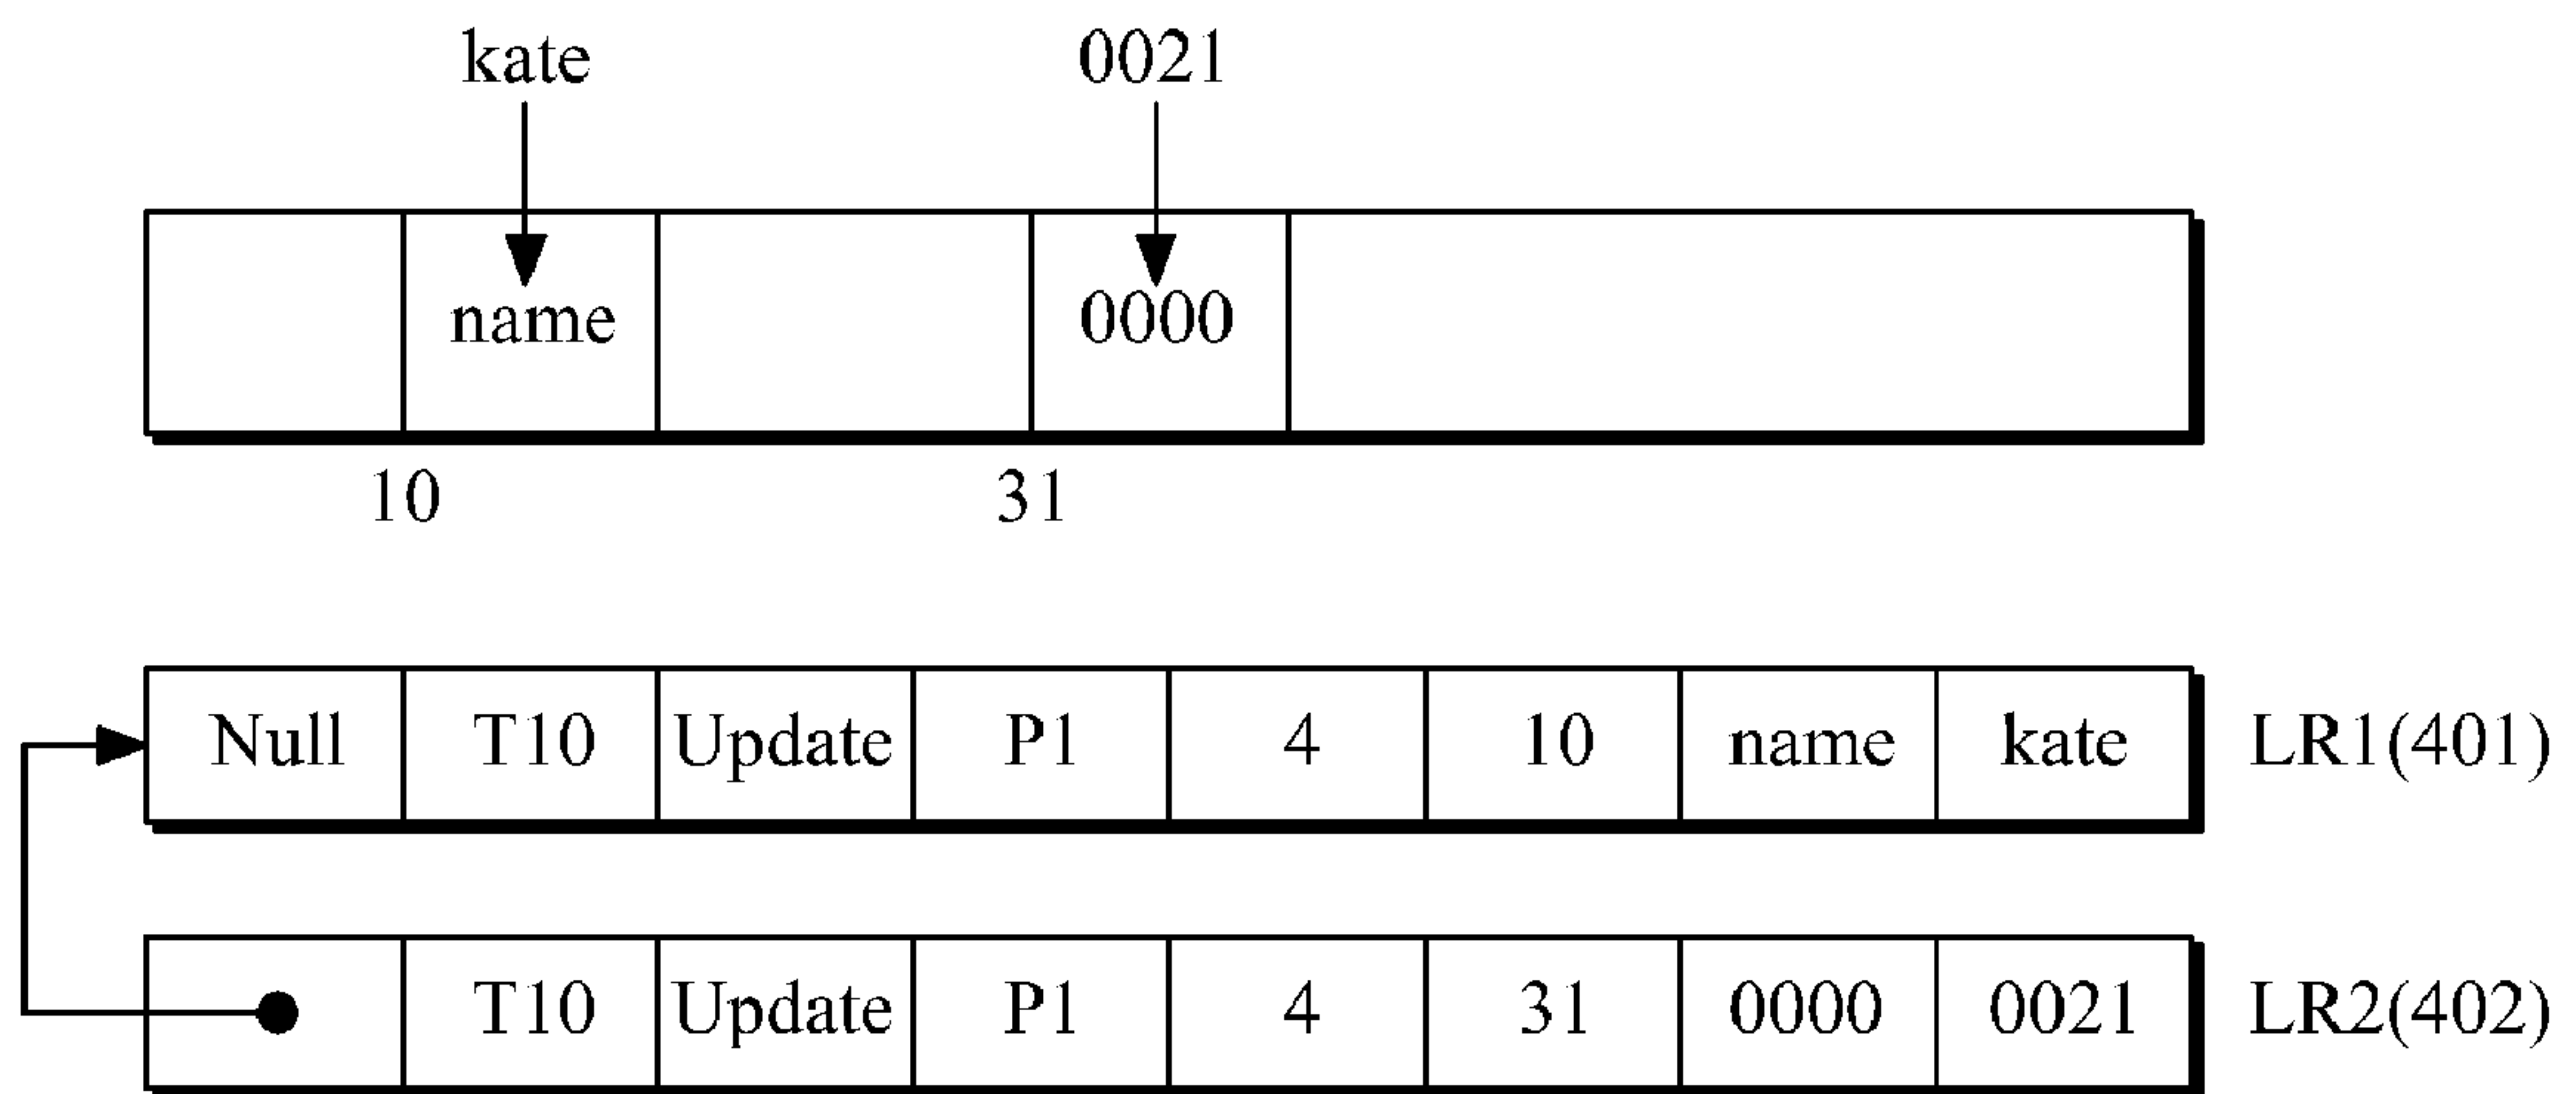 kate 0021
name 0000
10 31
Null T10 Update P1 4 10 name kate LR1(401)
T10 Update P1 4 31 0000 0021 LR2(402)